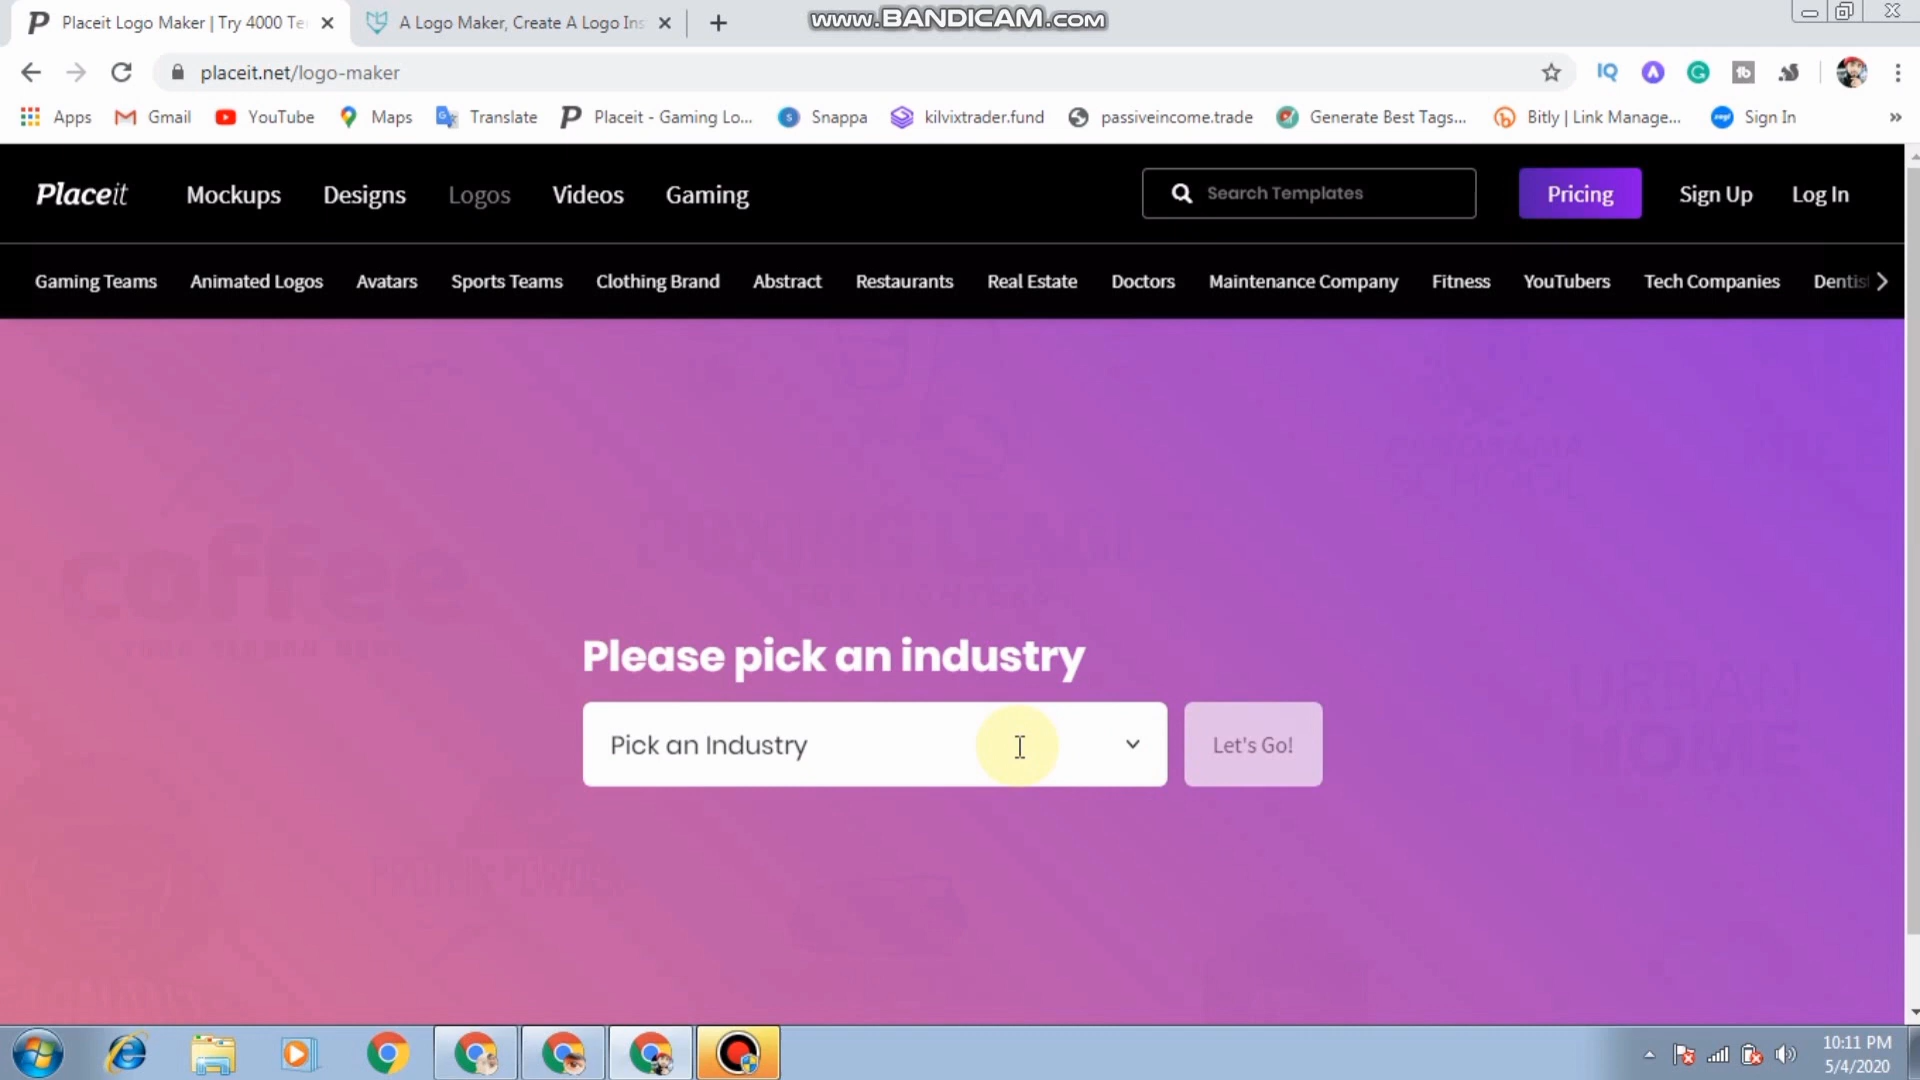 Placeit Logo Maker | Try 4000 Te
A Logo Maker, Create A Logo Ins
www.BANDICAM.com
placeit.net/logo-maker
Apps
Gmail
YouTube
Maps
Translate
Placeit - Gaming Lo...
Snappa
kilvixtrader.fund
passiveincome.trade
Generate Best Tags...
Bitly | Link Manage...
Sign In
Placeit
Mockups
Designs
Logos
Videos
Gaming
Search Templates
Pricing
Sign Up
Log In
Gaming Teams
Animated Logos
Avatars
Sports Teams
Clothing Brand
Abstract
Restaurants
Real Estate
Doctors
Maintenance Company
Fitness
YouTubers
Tech Companies
Dentis
coffee
URBAN
HOME
Please pick an industry
Pick an Industry
Let's Go!
10:11 PM
5/4/2020